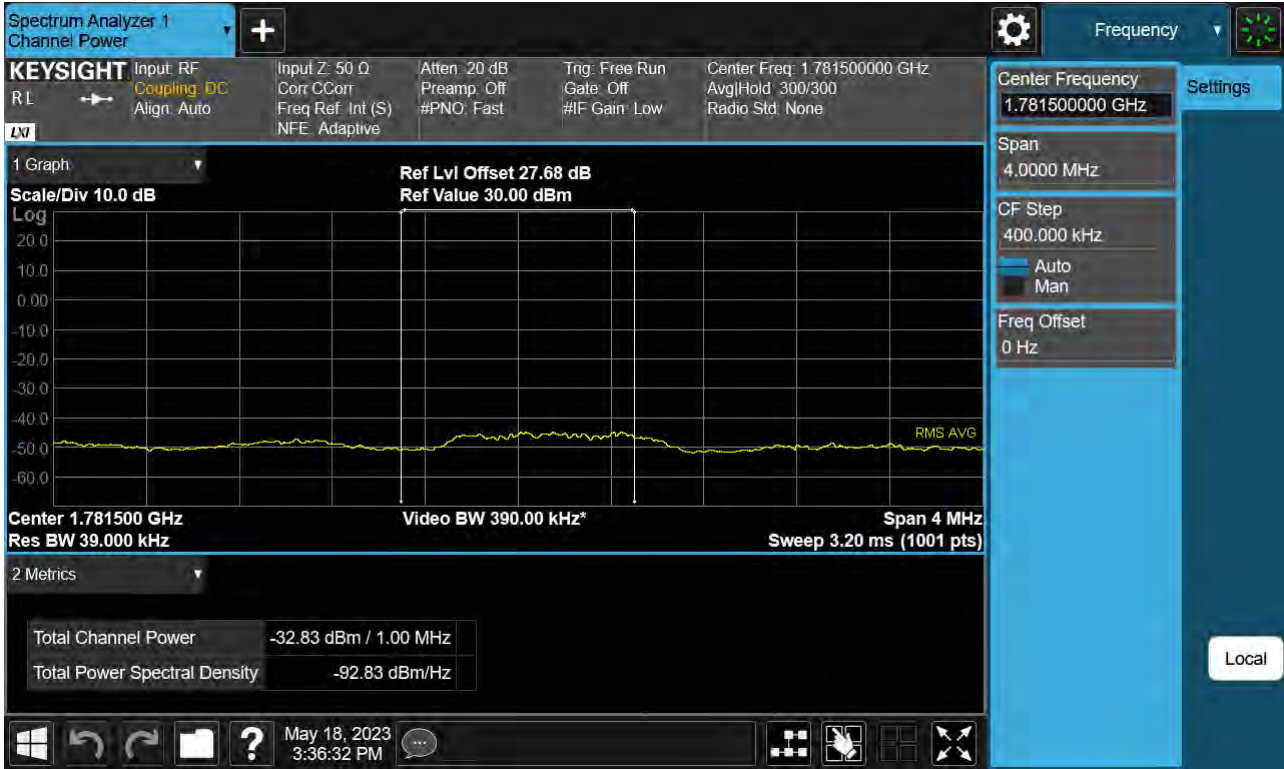 Spectrum Analyzer 1
Channel Power
Frequency
KEYSIGHT
R L
LXI
Input: RF
Coupling: DC
Align: Auto
Input Z: 50 Ω
Corr CCorr
Freq Ref: Int (S)
NFE: Adaptive
Atten: 20 dB
Preamp: Off
#PNO: Fast
Trig: Free Run
Gate: Off
#IF Gain: Low
Center Freq: 1.781500000 GHz
Avg|Hold: 300/300
Radio Std: None
Center Frequency
1.781500000 GHz
Settings
Span
4.0000 MHz
CF Step
400.000 kHz
Auto
Man
Freq Offset
0 Hz
1 Graph
Scale/Div 10.0 dB
Ref Lvl Offset 27.68 dB
Ref Value 30.00 dBm
Log
20.0
10.0
0.00
-10.0
-20.0
-30.0
-40.0
-50.0
-60.0
RMS AVG
Center 1.781500 GHz
Res BW 39.000 kHz
Video BW 390.00 kHz*
Span 4 MHz
Sweep 3.20 ms (1001 pts)
2 Metrics
Total Channel Power -32.83 dBm / 1.00 MHz
Total Power Spectral Density -92.83 dBm/Hz
Local
May 18, 2023
3:36:32 PM